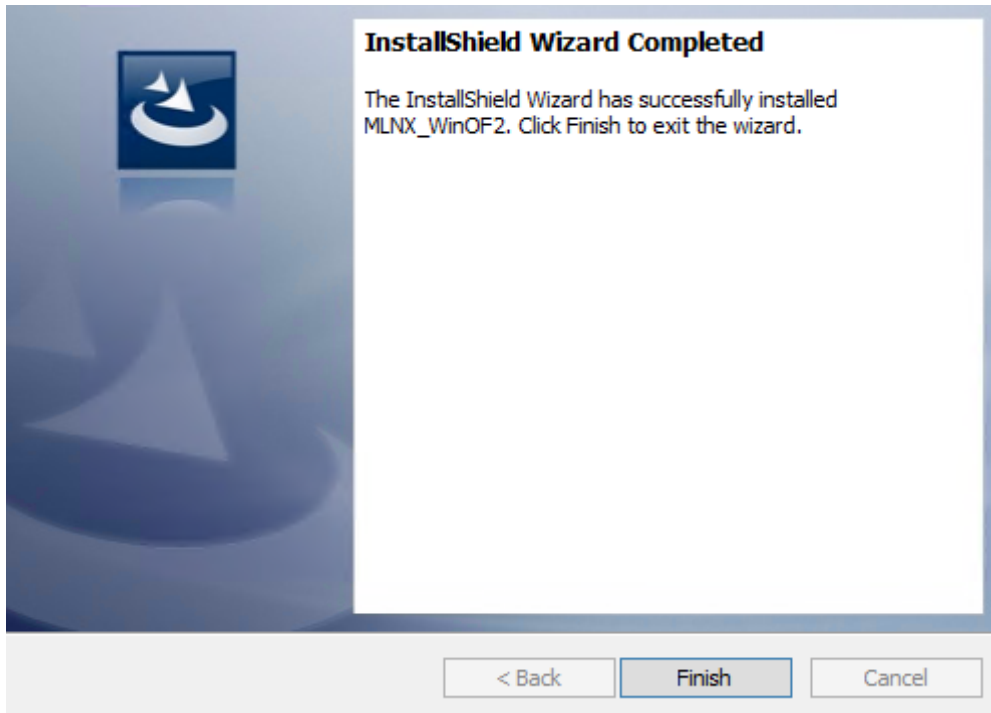 InstallShield Wizard Completed
The InstallShield Wizard has successfully installed
MLNX_WinOF2. Click Finish to exit the wizard.
< Back
Finish
Cancel